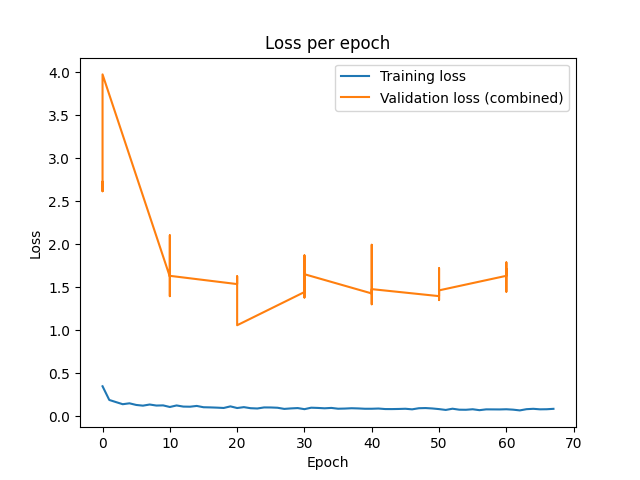 Loss per epoch
Training loss
Validation loss (combined)
4.0
3.5
3.0
2.5
2.0
1.5
1.0
0.5
0.0
Loss
0 10 20 30 40 50 60 70
Epoch